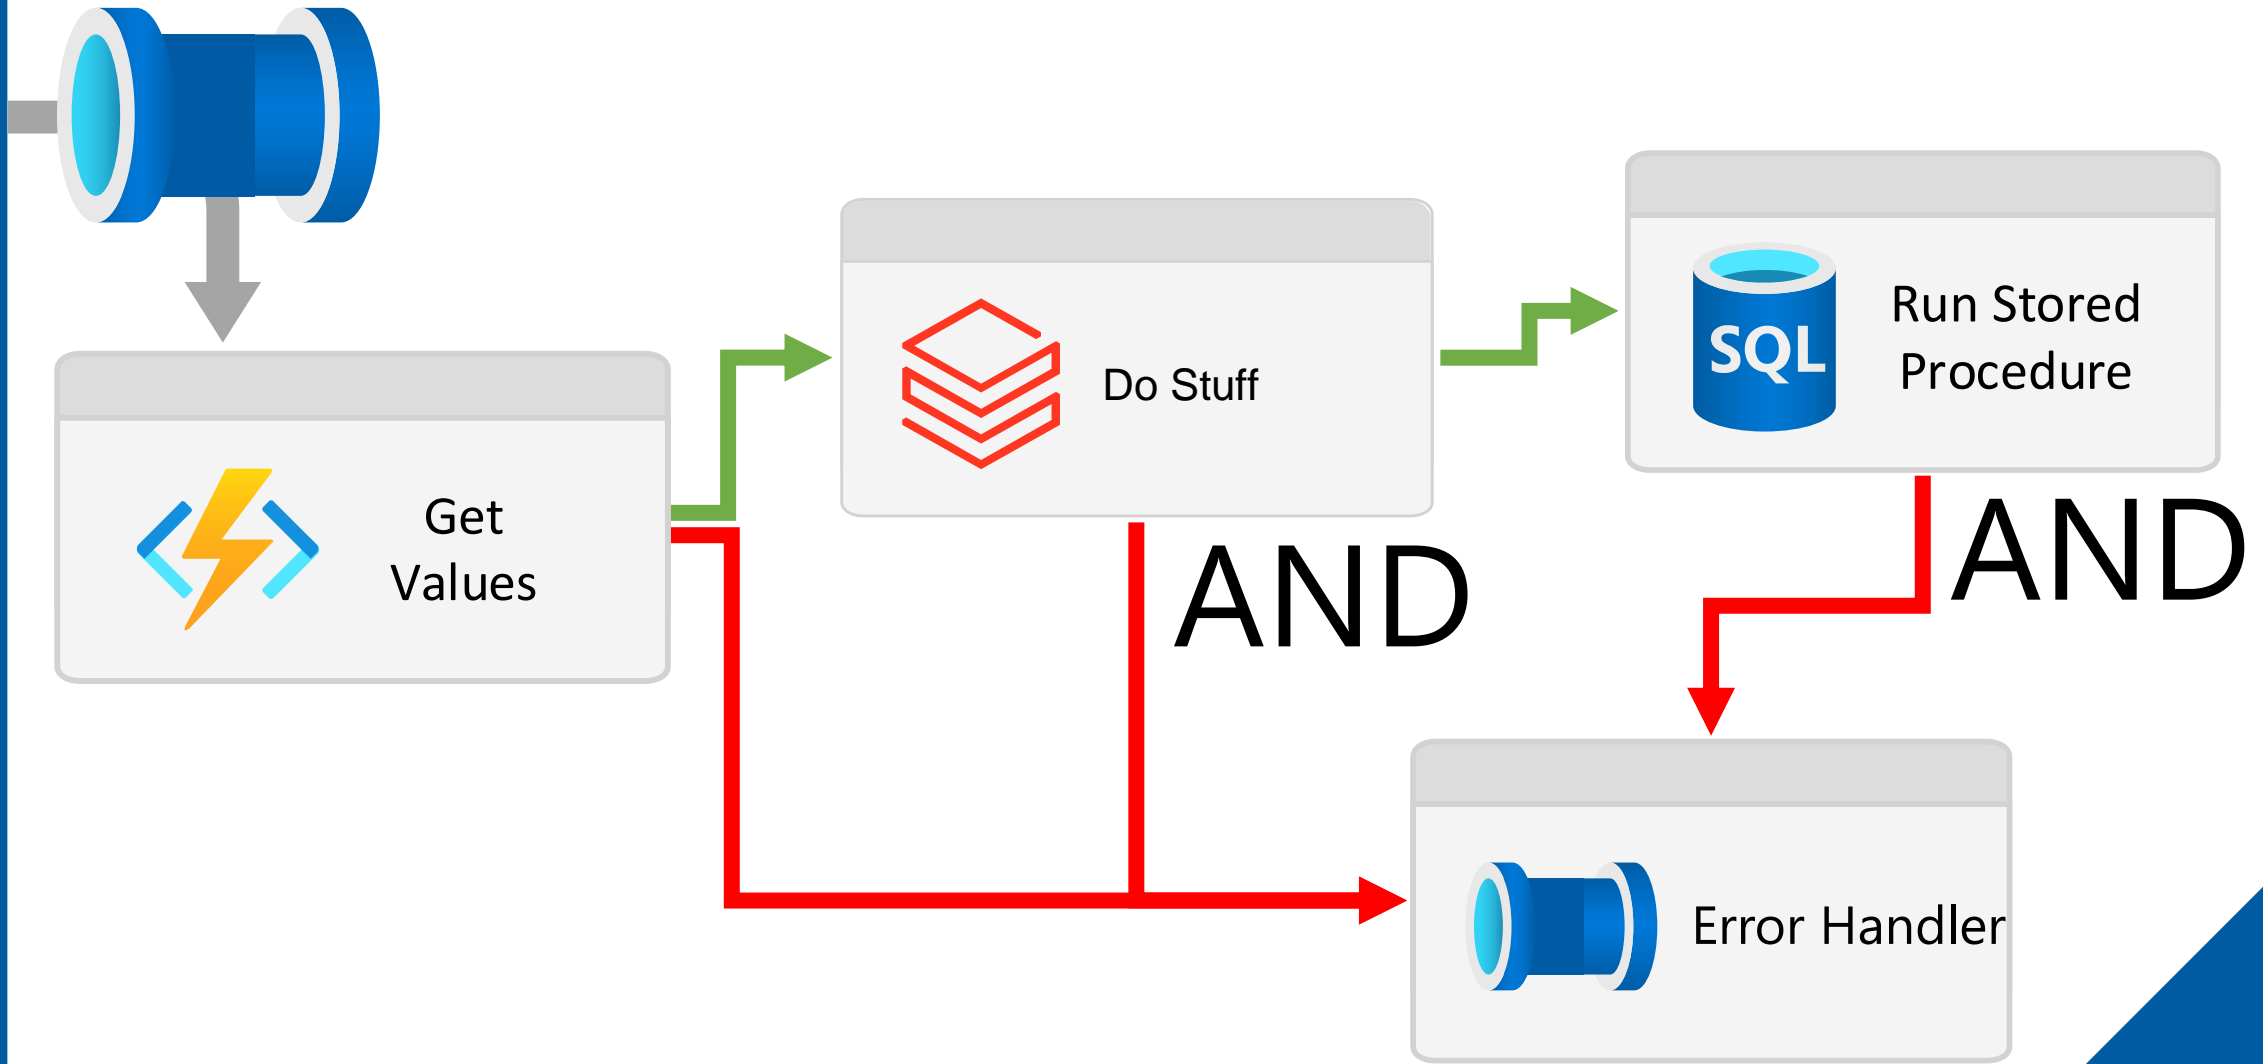 Get
Values
Do Stuff
AND
SQL
Run Stored
Procedure
AND
Error Handler